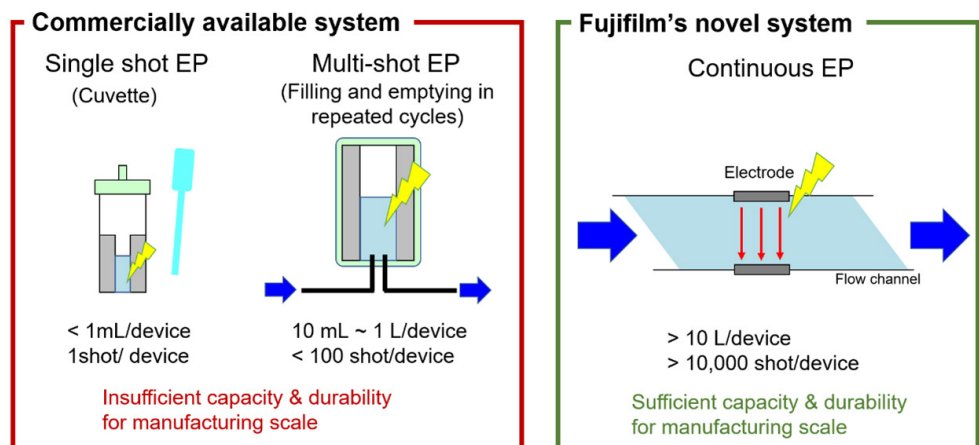 Commercially available system
Single shot EP
(Cuvette)
< 1mL/device
1shot/ device
Multi-shot EP
(Filling and emptying in
repeated cycles)
10 mL ~ 1 L/device
< 100 shot/device
Insufficient capacity & durability
for manufacturing scale
Fujifilm's novel system
Continuous EP
Electrode
Flow channel
> 10 L/device
> 10,000 shot/device
Sufficient capacity & durability
for manufacturing scale